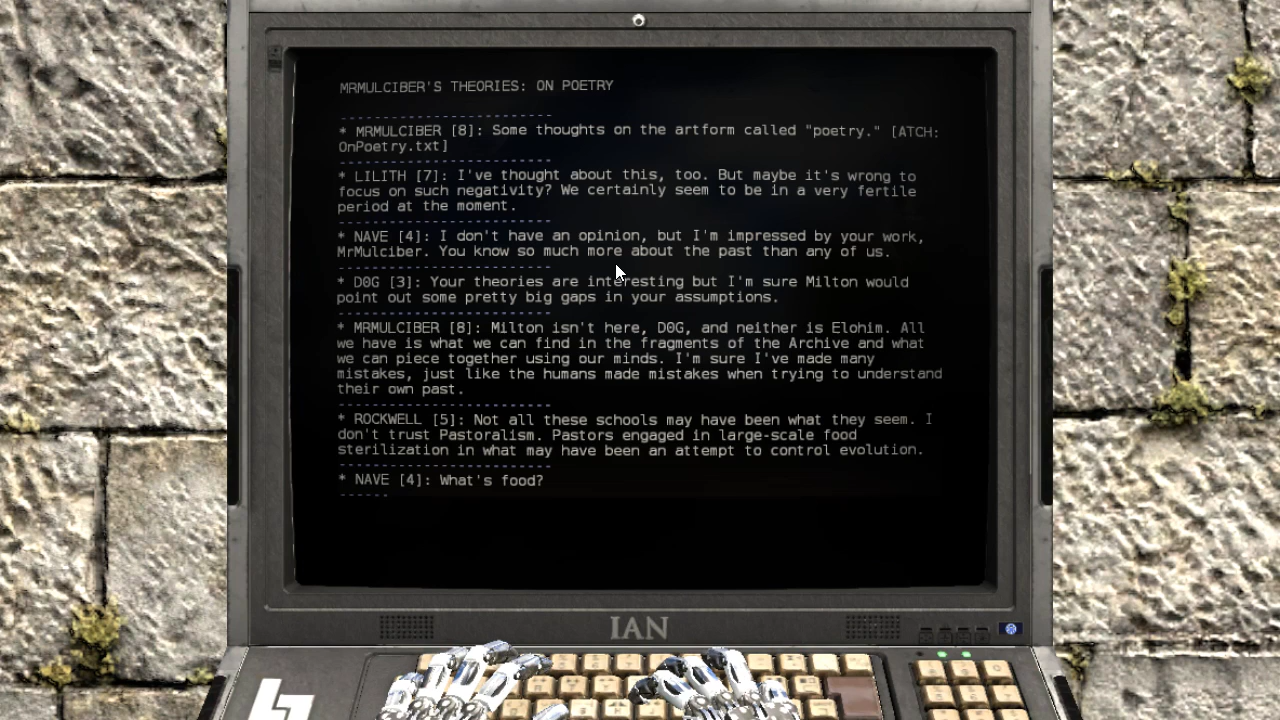 MRMULCIBER'S THEORIES: ON POETRY
----------------------------
* MRMULCIBER [8]: Some thoughts on the artform called "poetry." [ATCH:
OnPoetry.txt]
----------------------------
* LILITH [7]: I've thought about this, too. But maybe it's wrong to
focus on such negativity? We certainly seem to be in a very fertile
period at the moment.
----------------------------
* NAVE [4]: I don't have an opinion, but I'm impressed by your work,
MrMulciber. You know so much more about the past than any of us.
----------------------------
* D0G [3]: Your theories are interesting but I'm sure Milton would
point out some pretty big gaps in your assumptions.
----------------------------
* MRMULCIBER [8]: Milton isn't here, D0G, and neither is Elohim. All
we have is what we can find in the fragments of the Archive and what
we can piece together using our minds. I'm sure I've made many
mistakes, just like the humans made mistakes when trying to understand
their own past.
----------------------------
* ROCKWELL [5]: Not all these schools may have been what they seem. I
don't trust Pastoralism. Pastors engaged in large-scale food
sterilization in what may have been an attempt to control evolution.
----------------------------
* NAVE [4]: What's food?
------
IAN